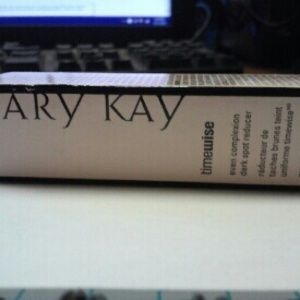 ARY KAY
timewise
even complexion
dark spot reducer
réducteur de
taches brunes teint
uniforme timewise